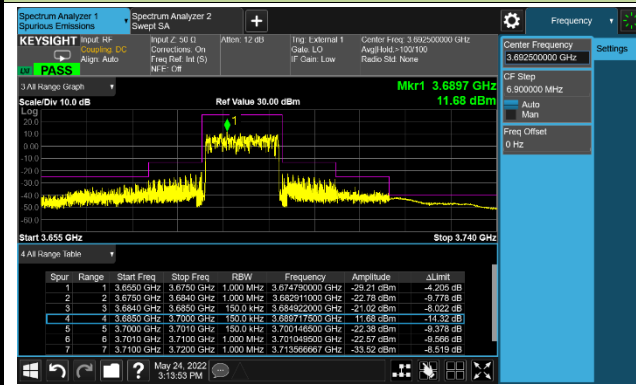 Spectrum Analyzer 1
Spurious Emissions
Spectrum Analyzer 2
Swept SA
Frequency
KEYSIGHT
Input: RF
Coupling: DC
Align: Auto
Input Z: 50 Ω
Corrections: On
Freq Ref: Int (S)
NFE: Off
Atten: 12 dB
Trig: External 1
Gate: LO
IF Gain: Low
Center Freq: 3.692500000 GHz
Avg|Hold:>100/100
Radio Std: None
PASS
Center Frequency
3.692500000 GHz
Settings
CF Step
6.900000 MHz
Auto
Man
Freq Offset
0 Hz
3 All Range Graph
Mkr1 3.6897 GHz
Scale/Div 10.0 dB
Ref Value 30.00 dBm
11.68 dBm
Log
20.0
10.0
0.00
-10.0
-20.0
-30.0
-40.0
-50.0
-60.0
1
Start 3.655 GHz
Stop 3.740 GHz
4 All Range Table
Spur Range Start Freq Stop Freq RBW Frequency Amplitude ΔLimit
1 1 3.6550 GHz 3.6750 GHz 1.000 MHz 3.674790000 GHz -29.21 dBm -4.205 dB
2 2 3.6750 GHz 3.6840 GHz 1.000 MHz 3.682911000 GHz -22.78 dBm -9.778 dB
3 3 3.6840 GHz 3.6850 GHz 150.0 kHz 3.684922000 GHz -21.02 dBm -8.022 dB
4 4 3.6850 GHz 3.7000 GHz 150.0 kHz 3.689717500 GHz 11.68 dBm -14.32 dB
5 5 3.7000 GHz 3.7010 GHz 150.0 kHz 3.700146500 GHz -22.38 dBm -9.378 dB
6 6 3.7010 GHz 3.7100 GHz 1.000 MHz 3.701049500 GHz -22.57 dBm -9.566 dB
7 7 3.7100 GHz 3.7200 GHz 1.000 MHz 3.713566667 GHz -33.52 dBm -8.519 dB
May 24, 2022
3:13:53 PM